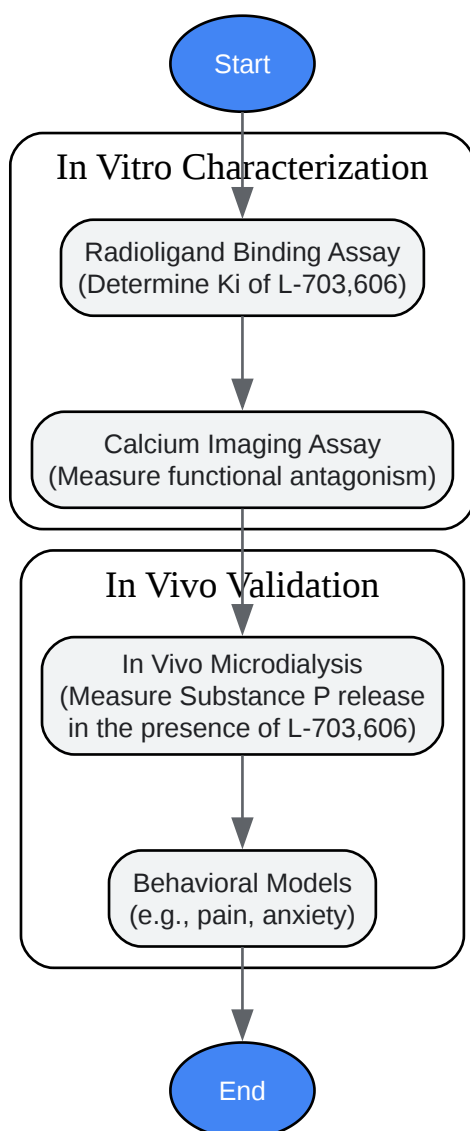 Start
In Vitro Characterization
Radioligand Binding Assay
(Determine Ki of L-703,606)
Calcium Imaging Assay
(Measure functional antagonism)
In Vivo Validation
In Vivo Microdialysis
(Measure Substance P release
in the presence of L-703,606)
Behavioral Models
(e.g., pain, anxiety)
End